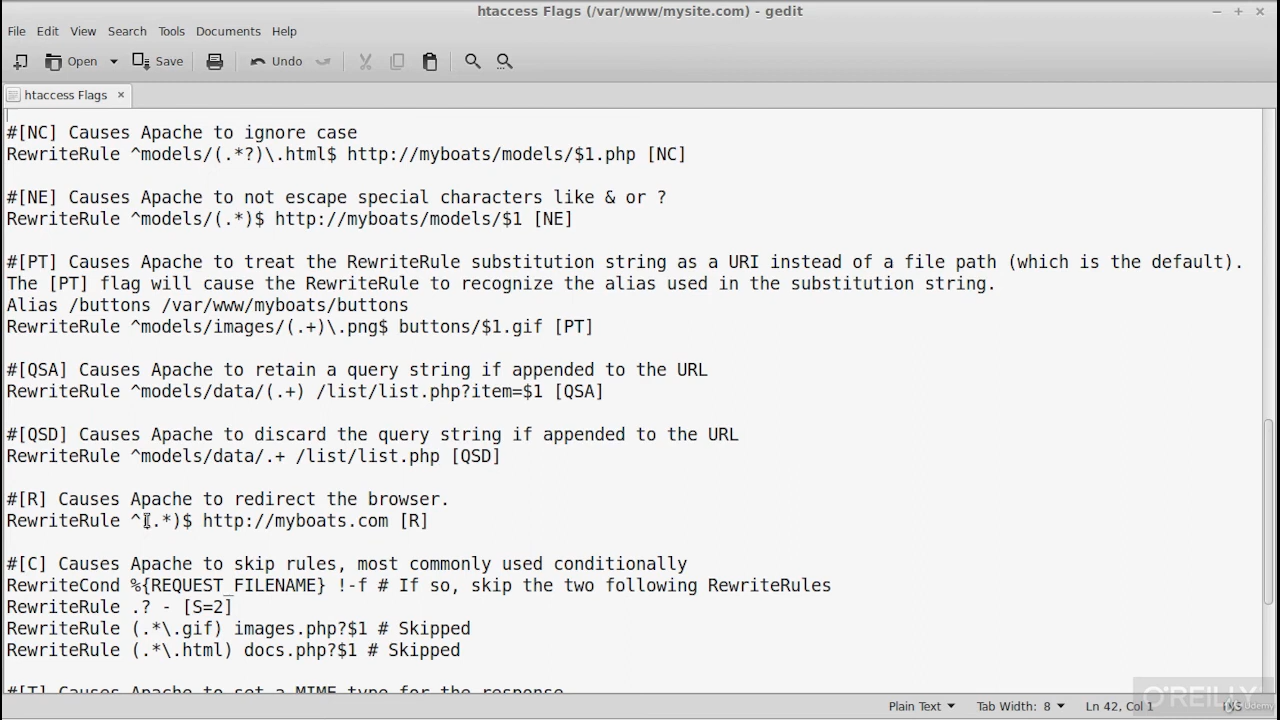 htaccess Flags (/var/www/mysite.com) - gedit
File Edit View Search Tools Documents Help
Open Save Undo
htaccess Flags
#[NC] Causes Apache to ignore case
RewriteRule ^models/(.*?)\.html$ http://myboats/models/$1.php [NC]
#[NE] Causes Apache to not escape special characters like & or ?
RewriteRule ^models/(.*)$ http://myboats/models/$1 [NE]
#[PT] Causes Apache to treat the RewriteRule substitution string as a URI instead of a file path (which is the default).
The [PT] flag will cause the RewriteRule to recognize the alias used in the substitution string.
Alias /buttons /var/www/myboats/buttons
RewriteRule ^models/images/(.+)\.png$ buttons/$1.gif [PT]
#[QSA] Causes Apache to retain a query string if appended to the URL
RewriteRule ^models/data/(.+) /list/list.php?item=$1 [QSA]
#[QSD] Causes Apache to discard the query string if appended to the URL
RewriteRule ^models/data/.+ /list/list.php [QSD]
#[R] Causes Apache to redirect the browser.
RewriteRule ^(.*)$ http://myboats.com [R]
#[C] Causes Apache to skip rules, most commonly used conditionally
RewriteCond %{REQUEST_FILENAME} !-f # If so, skip the two following RewriteRules
RewriteRule .? - [S=2]
RewriteRule (.*\.gif) images.php?$1 # Skipped
RewriteRule (.*\.html) docs.php?$1 # Skipped
#[T] Causes Apache to set a MIME type for the response
Plain Text Tab Width: 8 Ln 42, Col 1
O'REILLY
Udemy